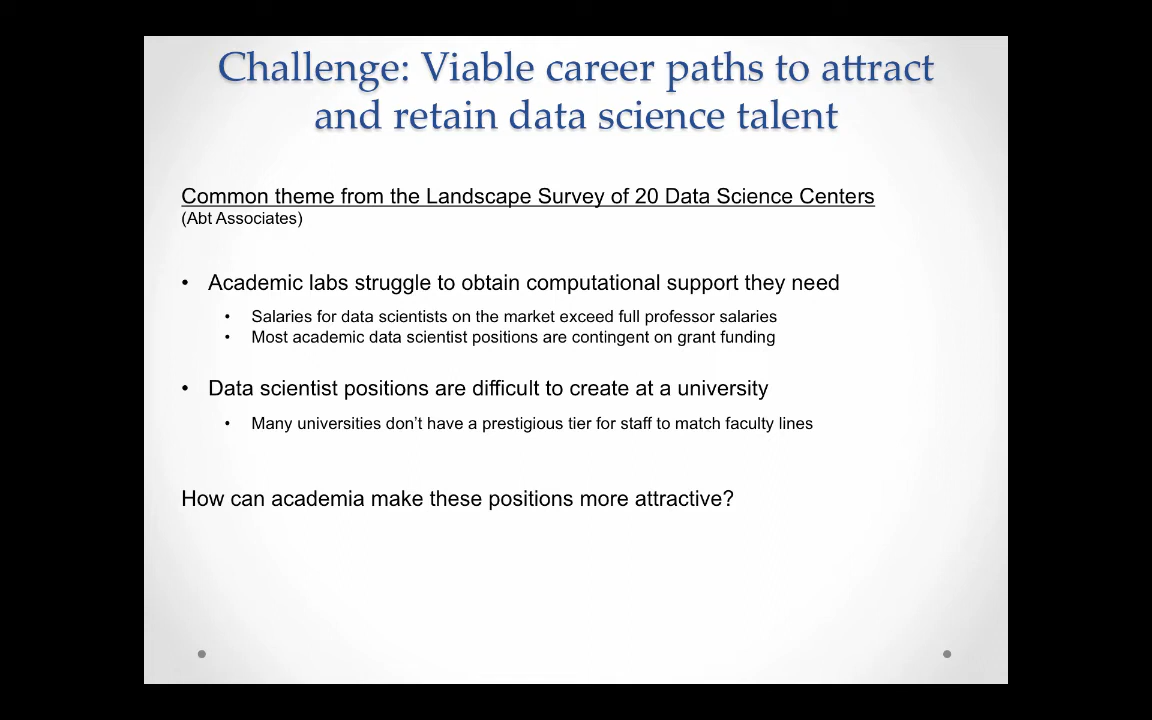 Challenge: Viable career paths to attract
and retain data science talent
Common theme from the Landscape Survey of 20 Data Science Centers
(Abt Associates)
• Academic labs struggle to obtain computational support they need
• Salaries for data scientists on the market exceed full professor salaries
• Most academic data scientist positions are contingent on grant funding
• Data scientist positions are difficult to create at a university
• Many universities don’t have a prestigious tier for staff to match faculty lines
How can academia make these positions more attractive?